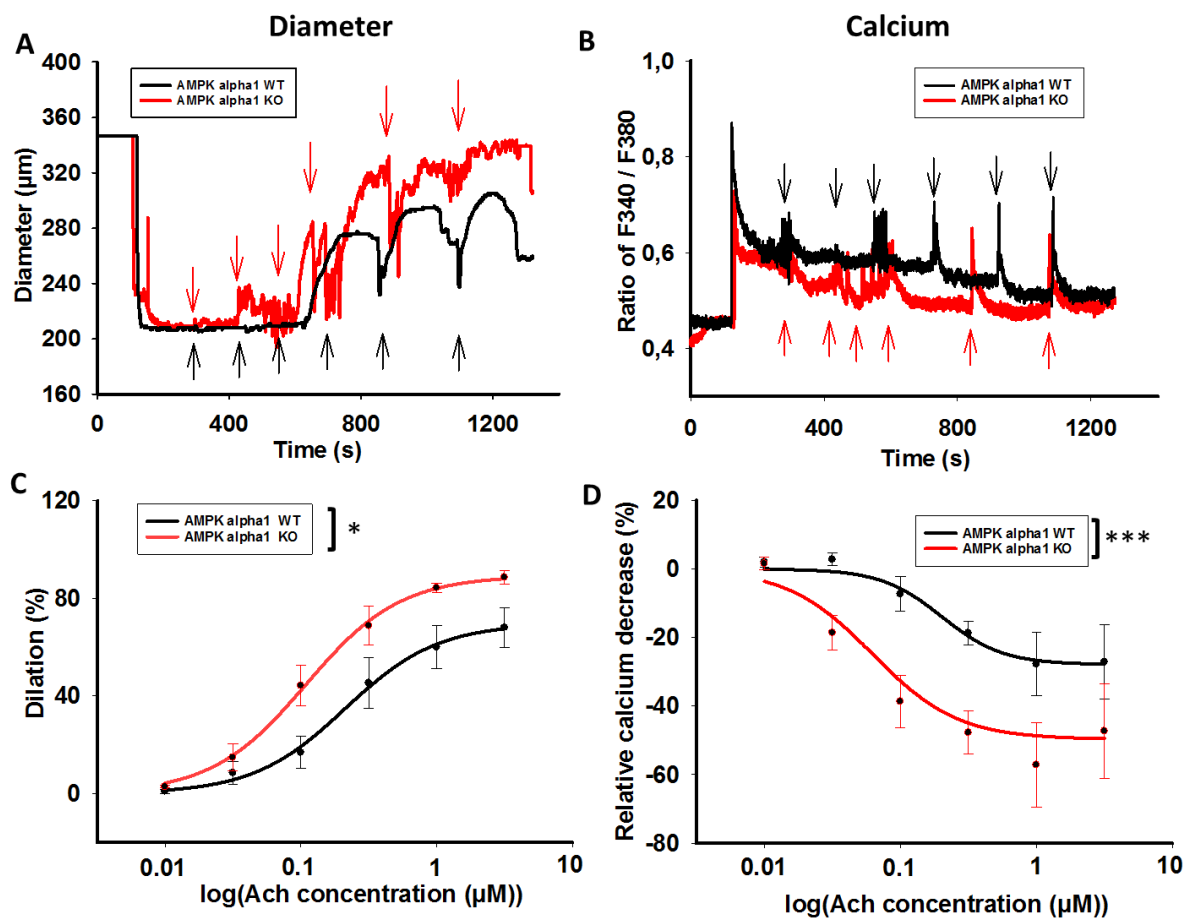 Diameter
A
400
360
320
280
240
200
160
Diameter (µm)
AMPK alpha1 WT
AMPK alpha1 KO
0
400
800
1200
Time (s)
Calcium
B
1,0
0,8
0,6
0,4
Ratio of F340 / F380
AMPK alpha1 WT
AMPK alpha1 KO
0
400
800
1200
Time (s)
C
120
80
40
0
Dilation (%)
AMPK alpha1 WT
AMPK alpha1 KO
*
0.01
0.1
1
10
log(Ach concentration (µM))
D
20
0
-20
-40
-60
-80
Relative calcium decrease (%)
AMPK alpha1 WT
AMPK alpha1 KO
***
0.01
0.1
1
10
log(Ach concentration (µM))